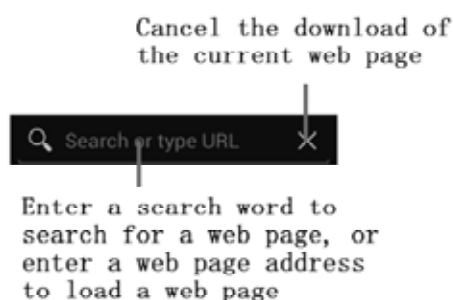 Cancel the download of
the current web page
Search or type URL
Enter a search word to
search for a web page, or
enter a web page address
to load a web page